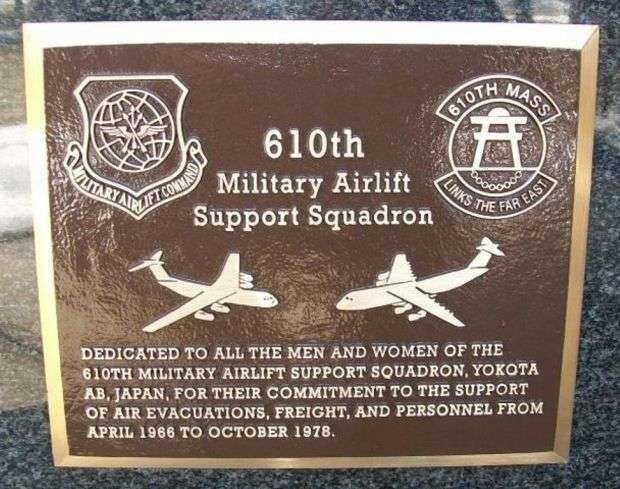 610th
Military Airlift
Support Squadron
MILITARY AIRLIFT COMMAND
610TH MASS
LINKS THE FAR EAST
DEDICATED TO ALL THE MEN AND WOMEN OF THE
610TH MILITARY AIRLIFT SUPPORT SQUADRON, YOKOTA
AB, JAPAN, FOR THEIR COMMITMENT TO THE SUPPORT
OF AIR EVACUATIONS, FREIGHT, AND PERSONNEL FROM
APRIL 1966 TO OCTOBER 1978.